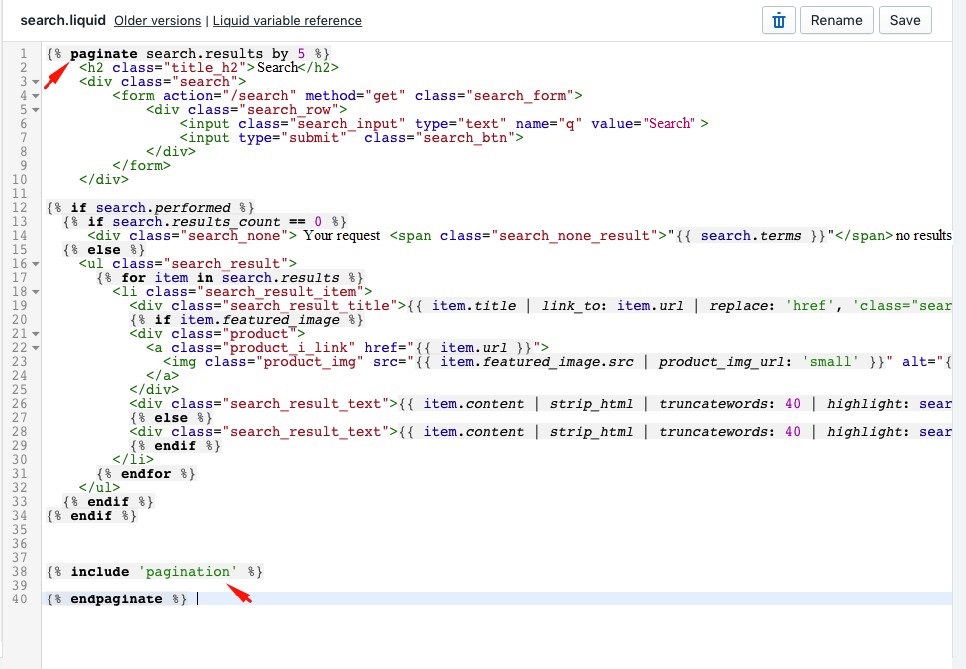 search.liquid Older versions | Liquid variable reference Rename Save
1 {% paginate search.results by 5 %}
2 <h2 class="title_h2">Search</h2>
3 <div class="search">
4 <form action="/search" method="get" class="search_form">
5 <div class="search_row">
6 <input class="search_input" type="text" name="q" value="Search" >
7 <input type="submit" class="search_btn">
8 </div>
9 </form>
10 </div>
11
12 {% if search.performed %}
13 {% if search.results_count == 0 %}
14 <div class="search_none"> Your request <span class="search_none_result">"{{ search.terms }}"</span>no results
15 {% else %}
16 <ul class="search_result">
17 {% for item in search.results %}
18 <li class="search_result_item">
19 <div class="search_result_title">{{ item.title | link_to: item.url | replace: 'href', 'class="sear
20 {% if item.featured_image %}
21 <div class="product">
22 <a class="product_i_link" href="{{ item.url }}">
23 <img class="product_img" src="{{ item.featured_image.src | product_img_url: 'small' }}" alt="{
24 </a>
25 </div>
26 <div class="search_result_text">{{ item.content | strip_html | truncatewords: 40 | highlight: sear
27 {% else %}
28 <div class="search_result_text">{{ item.content | strip_html | truncatewords: 40 | highlight: sear
29 {% endif %}
30 </li>
31 {% endfor %}
32 </ul>
33 {% endif %}
34 {% endif %}
35
36
37
38 {% include 'pagination' %}
39
40 {% endpaginate %}